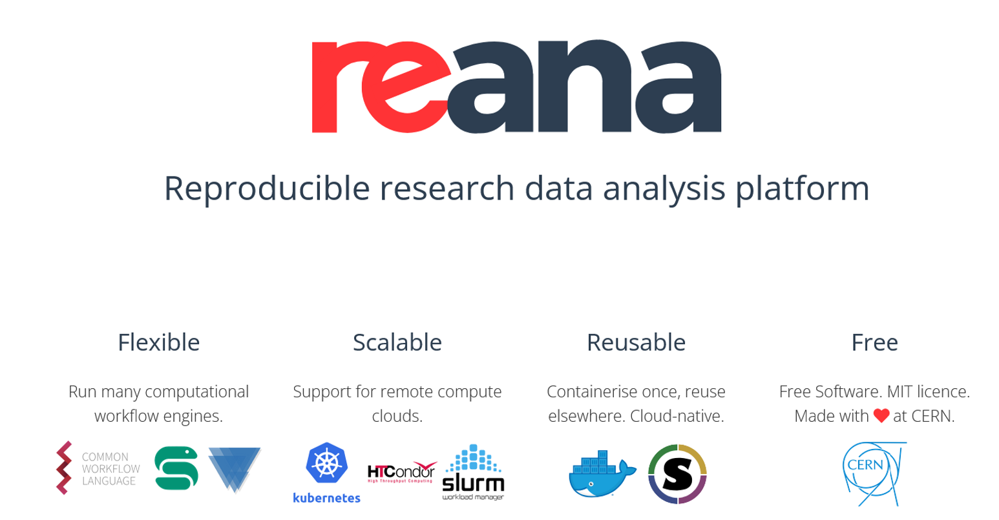 reana
Reproducible research data analysis platform
Flexible
Run many computational
workflow engines.
COMMON
WORKFLOW
LANGUAGE
Scalable
Support for remote compute
clouds.
kubernetes
HTCondor
High Throughput Computing
slurm
workload manager
Reusable
Containerise once, reuse
elsewhere. Cloud-native.
S
Free
Free Software. MIT licence.
Made with ❤ at CERN.
CERN